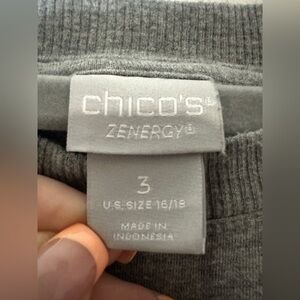 chico's®
ZENERGY®
3
U.S. SIZE 16/18
MADE IN
INDONESIA